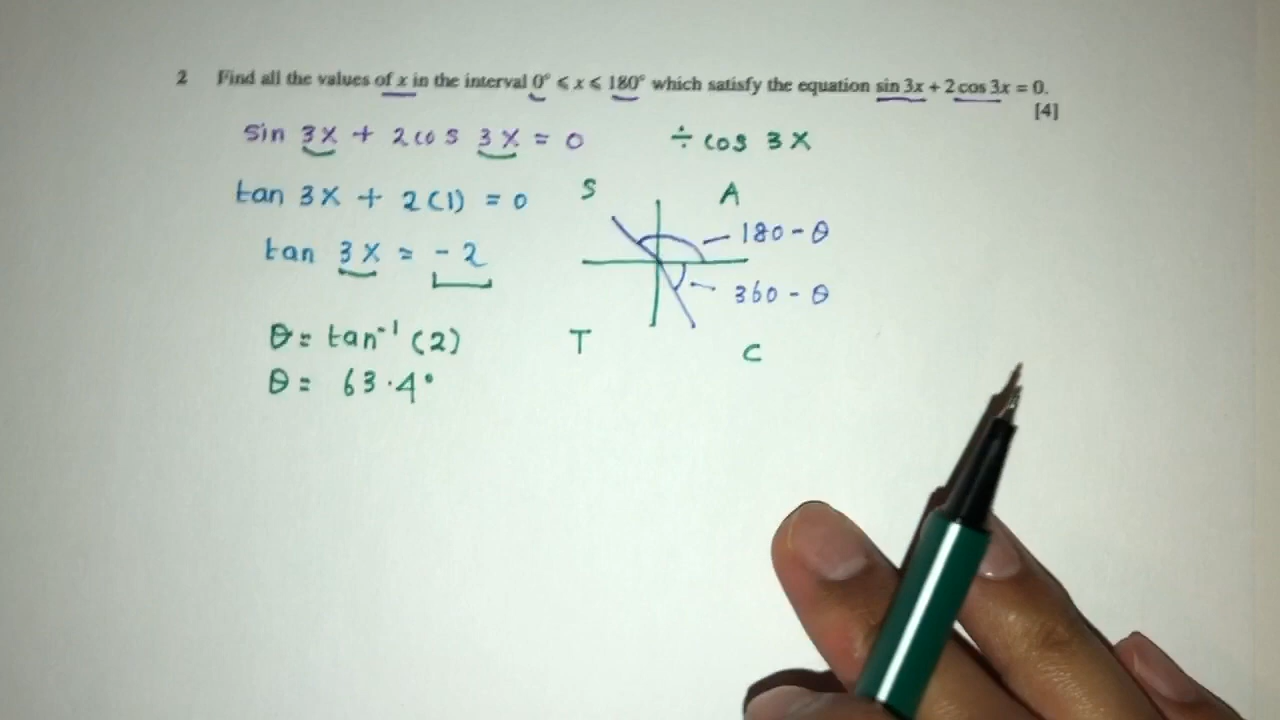 2 Find all the values of x in the interval 0° ⩽ x ⩽ 180° which satisfy the equation sin 3x + 2 cos 3x = 0.
[4]
sin 3x + 2cos 3x = 0 ÷ cos 3x
tan 3x + 2(1) = 0
S A
tan 3x = -2
180 - θ
360 - θ
θ = tan⁻¹ (2)
T C
θ = 63.4°